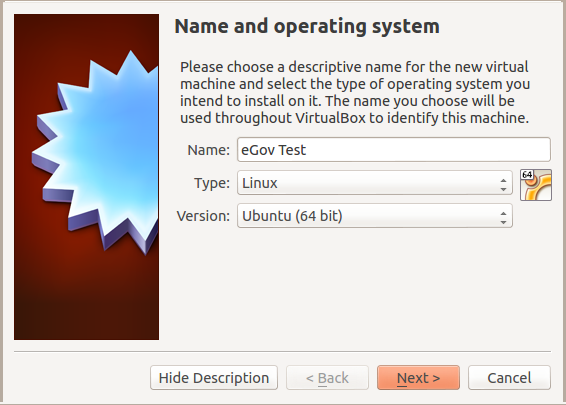 Name and operating system
Please choose a descriptive name for the new virtual
machine and select the type of operating system you
intend to install on it. The name you choose will be
used throughout VirtualBox to identify this machine.
Name: eGov Test
Type: Linux
64
Version: Ubuntu (64 bit)
Hide Description < Back Next > Cancel